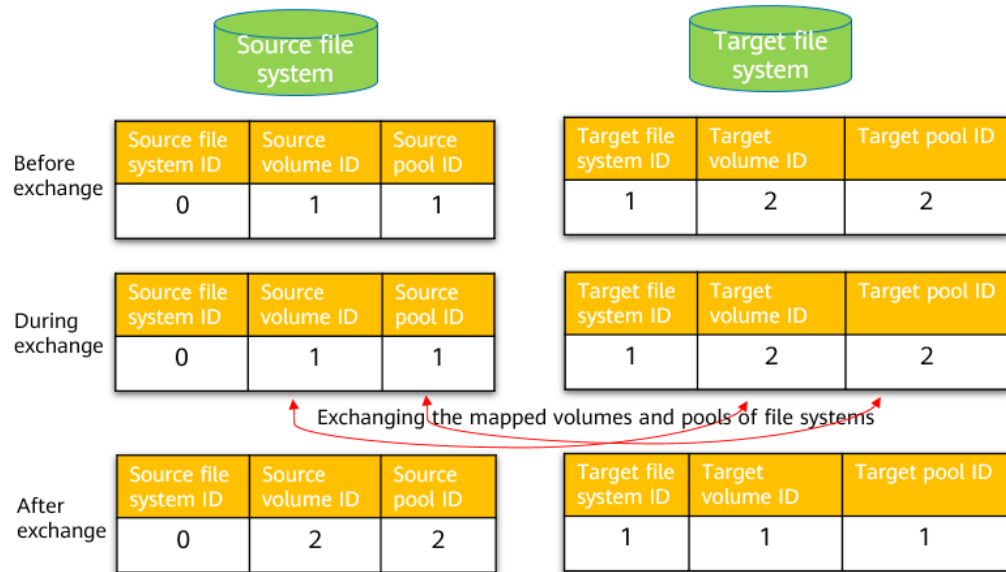 Source file
system
Target file
system
Before
exchange
Source file
system ID
Source
volume ID
Source
pool ID
0
1
1
Target file
system ID
Target
volume ID
Target pool ID
1
2
2
During
exchange
Source file
system ID
Source
volume ID
Source
pool ID
0
1
1
Target file
system ID
Target
volume ID
Target pool ID
1
2
2
Exchanging the mapped volumes and pools of file systems
After
exchange
Source file
system ID
Source
volume ID
Source
pool ID
0
2
2
Target file
system ID
Target
volume ID
Target pool ID
1
1
1